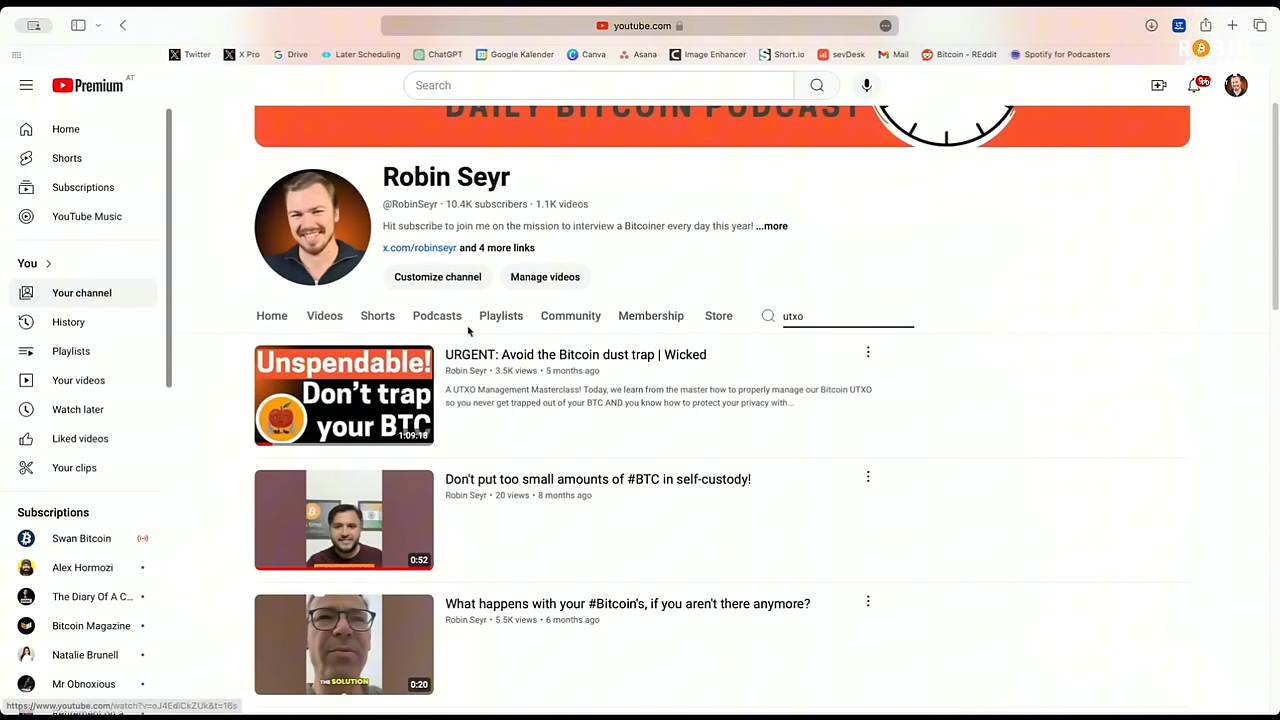 youtube.com
Twitter
X Pro
Drive
Later Scheduling
ChatGPT
Google Kalender
Canva
Asana
Image Enhancer
Short.io
sevDesk
Mail
Bitcoin - REddit
Spotify for Podcasters
Premium
AT
Search
DAILY BITCOIN PODCAST
Home
Shorts
Subscriptions
YouTube Music
You
Your channel
History
Playlists
Your videos
Watch later
Liked videos
Your clips
Subscriptions
Swan Bitcoin
Alex Hormozi
The Diary Of A C...
Bitcoin Magazine
Natalie Brunell
Mr Obnoxious
https://www.youtube.com/watch?v=oJ4EdiCkZUk&t=16s
Robin Seyr
@RobinSeyr · 10.4K subscribers · 1.1K videos
Hit subscribe to join me on the mission to interview a Bitcoiner every day this year! ...more
x.com/robinseyr and 4 more links
Customize channel
Manage videos
Home
Videos
Shorts
Podcasts
Playlists
Community
Membership
Store
utxo
Unspendable!
Don't trap
your BTC
1:09:18
URGENT: Avoid the Bitcoin dust trap | Wicked
Robin Seyr • 3.5K views • 5 months ago
A UTXO Management Masterclass! Today, we learn from the master how to properly manage our Bitcoin UTXO
so you never get trapped out of your BTC AND you know how to protect your privacy with...
0:52
Don't put too small amounts of #BTC in self-custody!
Robin Seyr • 20 views • 8 months ago
THE SOLUTION
0:20
What happens with your #Bitcoin's, if you aren't there anymore?
Robin Seyr • 5.5K views • 6 months ago